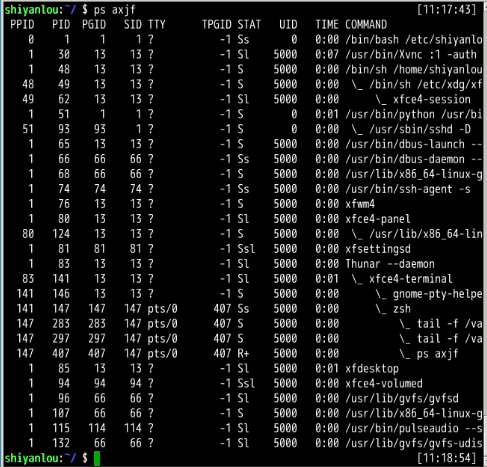 shiyanlou:~/ $ ps axjf [11:17:43]
PPID PID PGID SID TTY TPGID STAT UID TIME COMMAND
0 1 1 1 ? -1 Ss 0 0:00 /bin/bash /etc/shiyanlou
1 30 13 13 ? -1 Sl 5000 0:07 /usr/bin/Xvnc :1 -auth
1 48 13 13 ? -1 S 5000 0:00 /bin/sh /home/shiyanlou
48 49 13 13 ? -1 S 5000 0:00 \_ /bin/sh /etc/xdg/xf
49 62 13 13 ? -1 Sl 5000 0:00 \_ xfce4-session
1 51 1 1 ? -1 S 0 0:01 /usr/bin/python /usr/bi
51 93 93 1 ? -1 S 0 0:00 \_ /usr/sbin/sshd -D
1 65 13 13 ? -1 S 5000 0:00 /usr/bin/dbus-launch --
1 66 66 66 ? -1 Ss 5000 0:00 /usr/bin/dbus-daemon --
1 68 66 66 ? -1 S 5000 0:00 /usr/lib/x86_64-linux-g
1 74 74 74 ? -1 Ss 5000 0:00 /usr/bin/ssh-agent -s
1 76 13 13 ? -1 S 5000 0:00 xfwm4
1 80 13 13 ? -1 Sl 5000 0:00 xfce4-panel
80 124 13 13 ? -1 S 5000 0:00 \_ /usr/lib/x86_64-lin
1 81 81 81 ? -1 Ssl 5000 0:00 xfsettingsd
1 83 13 13 ? -1 Sl 5000 0:00 Thunar --daemon
83 141 13 13 ? -1 Sl 5000 0:01 \_ xfce4-terminal
141 146 13 13 ? -1 S 5000 0:00 \_ gnome-pty-helpe
141 147 147 147 pts/0 407 Ss 5000 0:00 \_ zsh
147 283 283 147 pts/0 407 S 5000 0:00 \_ tail -f /va
147 297 297 147 pts/0 407 S 5000 0:00 \_ tail -f /va
147 407 407 147 pts/0 407 R+ 5000 0:00 \_ ps axjf
1 85 13 13 ? -1 Sl 5000 0:01 xfdesktop
1 94 94 94 ? -1 Ssl 5000 0:00 xfce4-volumed
1 96 66 66 ? -1 Sl 5000 0:00 /usr/lib/gvfs/gvfsd
1 107 66 66 ? -1 S 5000 0:00 /usr/lib/x86_64-linux-g
1 115 114 114 ? -1 Sl 5000 0:00 /usr/bin/pulseaudio --s
1 132 66 66 ? -1 Sl 5000 0:00 /usr/lib/gvfs/gvfs-udis
shiyanlou:~/ $ [11:18:54]